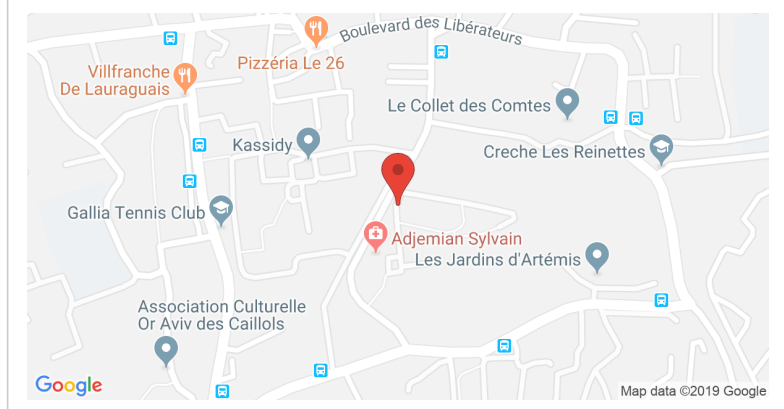 Boulevard des Libérateurs
Pizzéria Le 26
Villfranche
De Lauraguais
Le Collet des Comtes
Kassidy
Creche Les Reinettes
Gallia Tennis Club
Adjemian Sylvain
Les Jardins d'Artémis
Association Culturelle
Or Aviv des Caillols
Google
Map data ©2019 Google